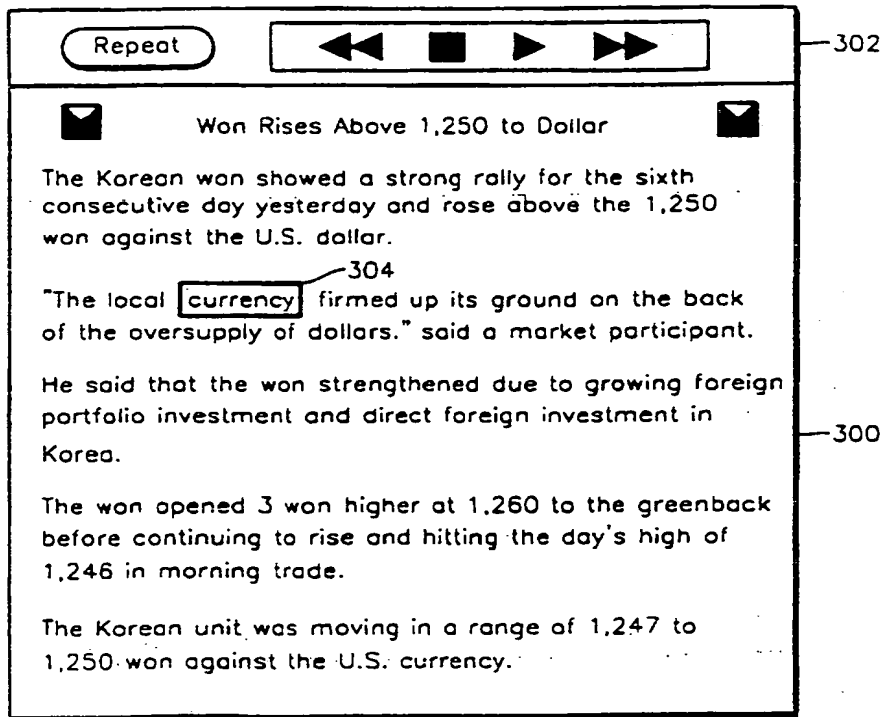 Repeat
302
Won Rises Above 1,250 to Dollar
The Korean won showed a strong rally for the sixth
consecutive day yesterday and rose above the 1,250
won against the U.S. dollar.
304
"The local currency firmed up its ground on the back
of the oversupply of dollars." said a market participant.
He said that the won strengthened due to growing foreign
portfolio investment and direct foreign investment in
300
Korea.
The won opened 3 won higher at 1,260 to the greenback
before continuing to rise and hitting the day's high of
1,246 in morning trade.
The Korean unit was moving in a range of 1,247 to
1,250 won against the U.S. currency.